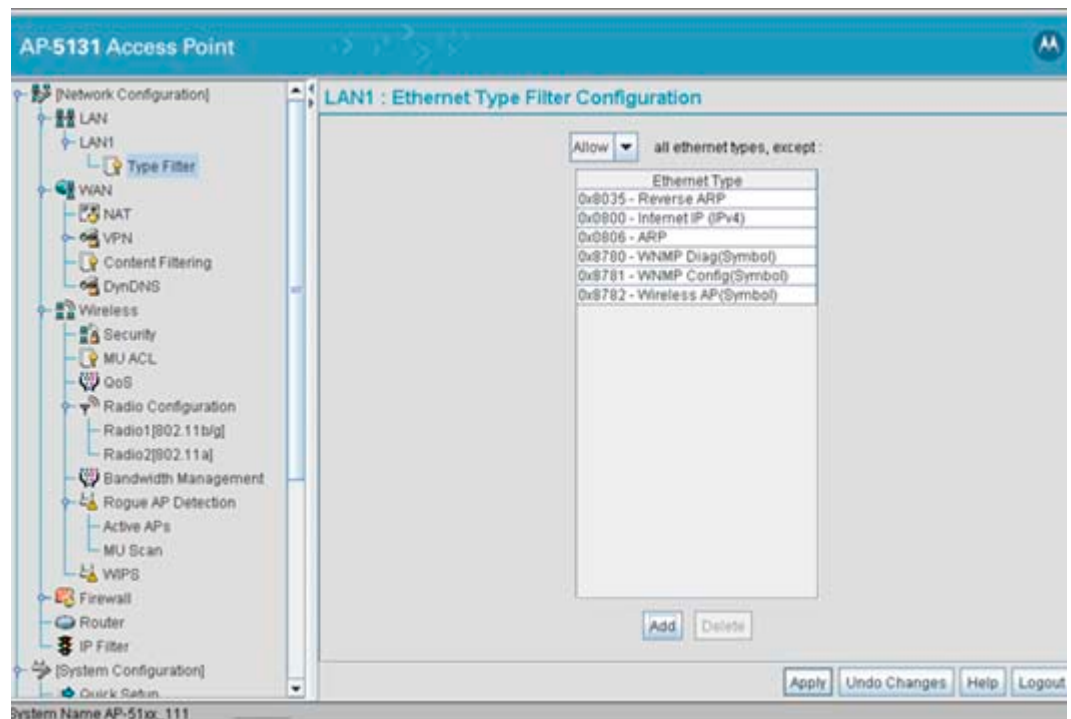 AP-5131 Access Point
[Network Configuration]
LAN
LAN1
Type Filter
WAN
NAT
VPN
Content Filtering
DynDNS
Wireless
Security
MU ACL
QoS
Radio Configuration
Radio1[802.11b/g]
Radio2[802.11a]
Bandwidth Management
Rogue AP Detection
Active APs
MU Scan
WIPS
Firewall
Router
IP Filter
[System Configuration]
Quick Setup
LAN1 : Ethernet Type Filter Configuration
Allow all ethernet types, except :
Ethernet Type
0x8035 - Reverse ARP
0x0800 - Internet IP (IPv4)
0x0806 - ARP
0x8780 - WNMP Diag(Symbol)
0x8781 - WNMP Config(Symbol)
0x8782 - Wireless AP(Symbol)
Add Delete
Apply Undo Changes Help Logout
System Name AP-51xx_111